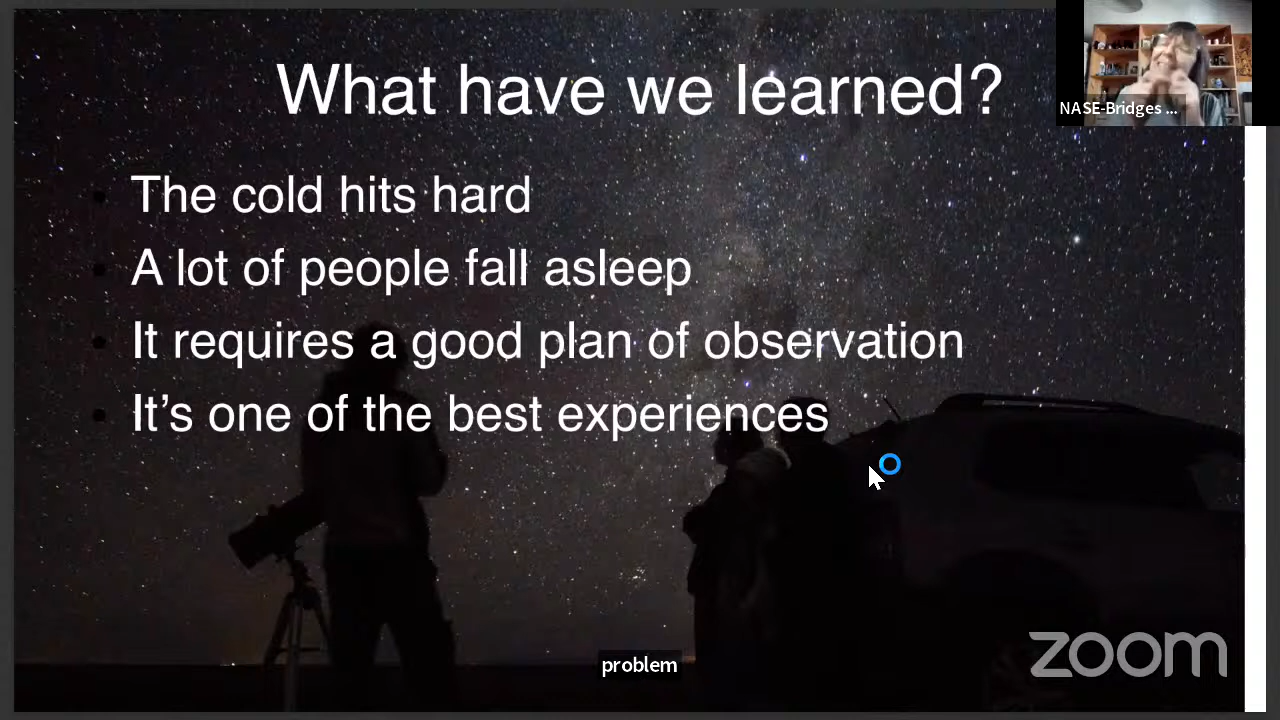 What have we learned?
NASE-Bridges ...
• The cold hits hard
• A lot of people fall asleep
• It requires a good plan of observation
• It’s one of the best experiences
zoom
problem